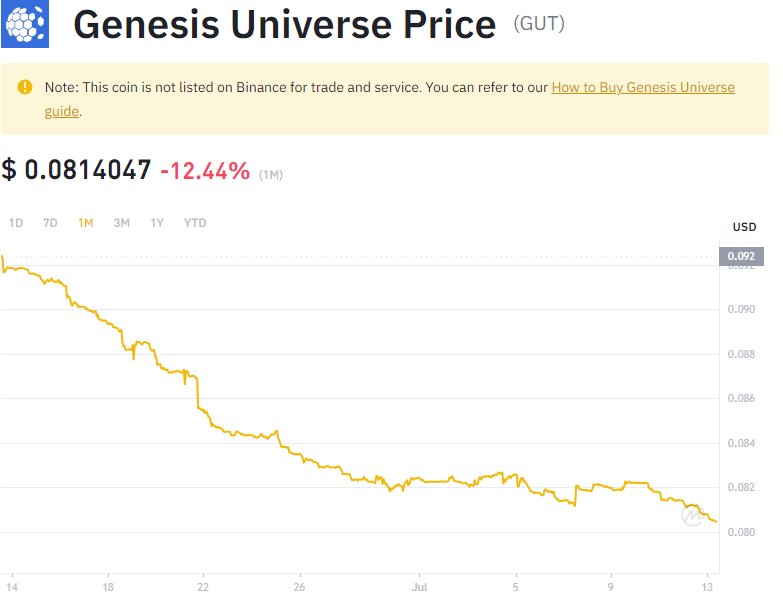 Genesis Universe Price (GUT)
Note: This coin is not listed on Binance for trade and service. You can refer to our How to Buy Genesis Universe
guide.
$ 0.0814047 -12.44% (1M)
1D 7D 1M 3M 1Y YTD
USD
0.092
0.092
0.090
0.088
0.086
0.084
0.082
0.080
14 18 22 26 Jul 5 9 13